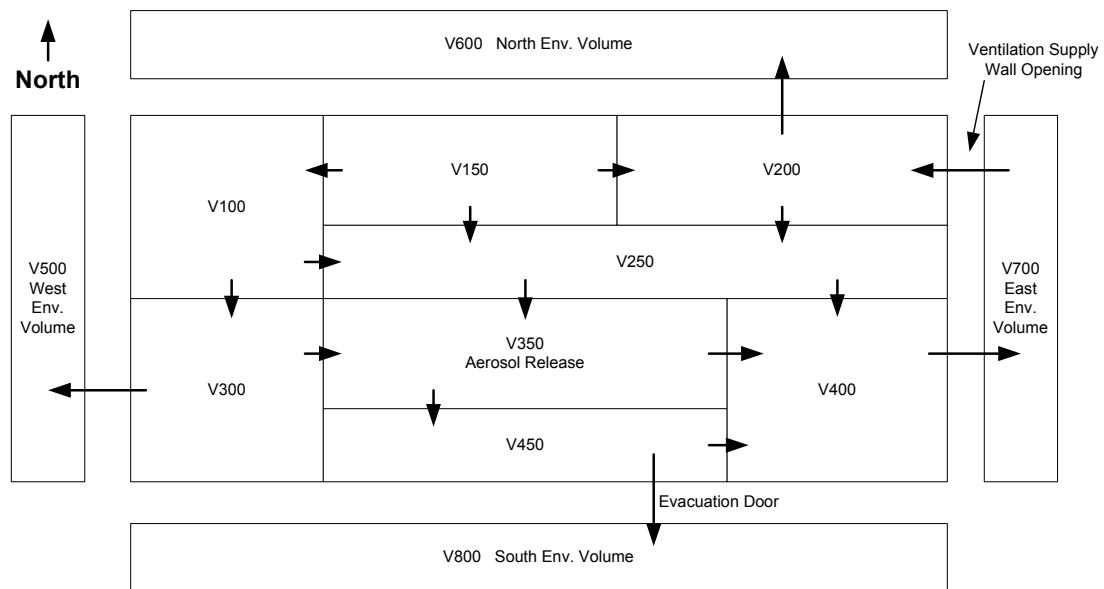 V600 North Env. Volume
Ventilation Supply
Wall Opening
North
V150
V200
V100
V250
V500
West
Env.
Volume
V700
East
Env.
Volume
V350
Aerosol Release
V300
V400
V450
Evacuation Door
V800 South Env. Volume